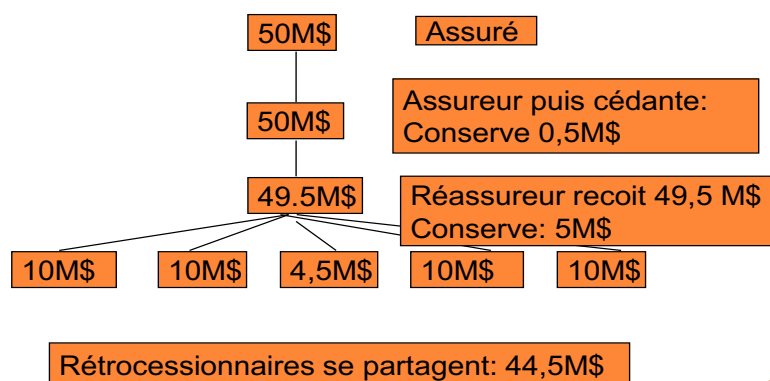 50M$
Assuré
50M$
Assureur puis cédante:
Conserve 0,5M$
49.5M$
Réassureur recoit 49,5 M$
Conserve: 5M$
10M$
10M$
4,5M$
10M$
10M$
Rétrocessionnaires se partagent: 44,5M$